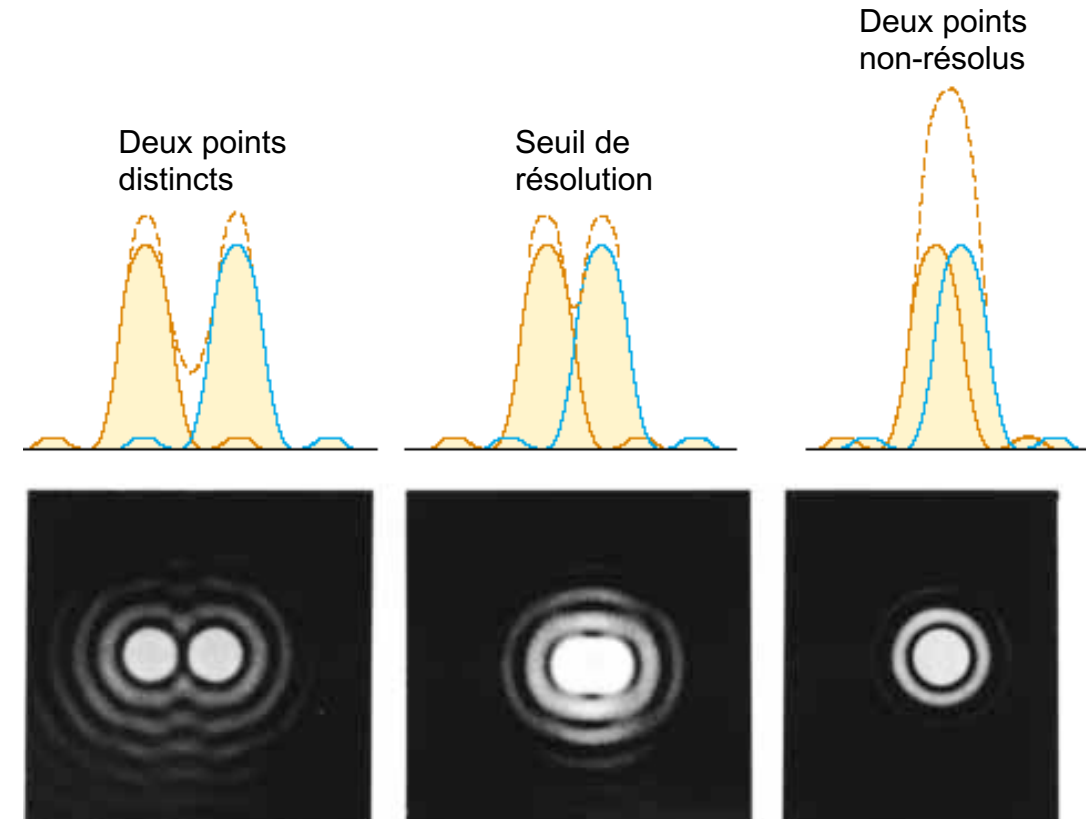 Deux points
distincts
Seuil de
résolution
Deux points
non-résolus